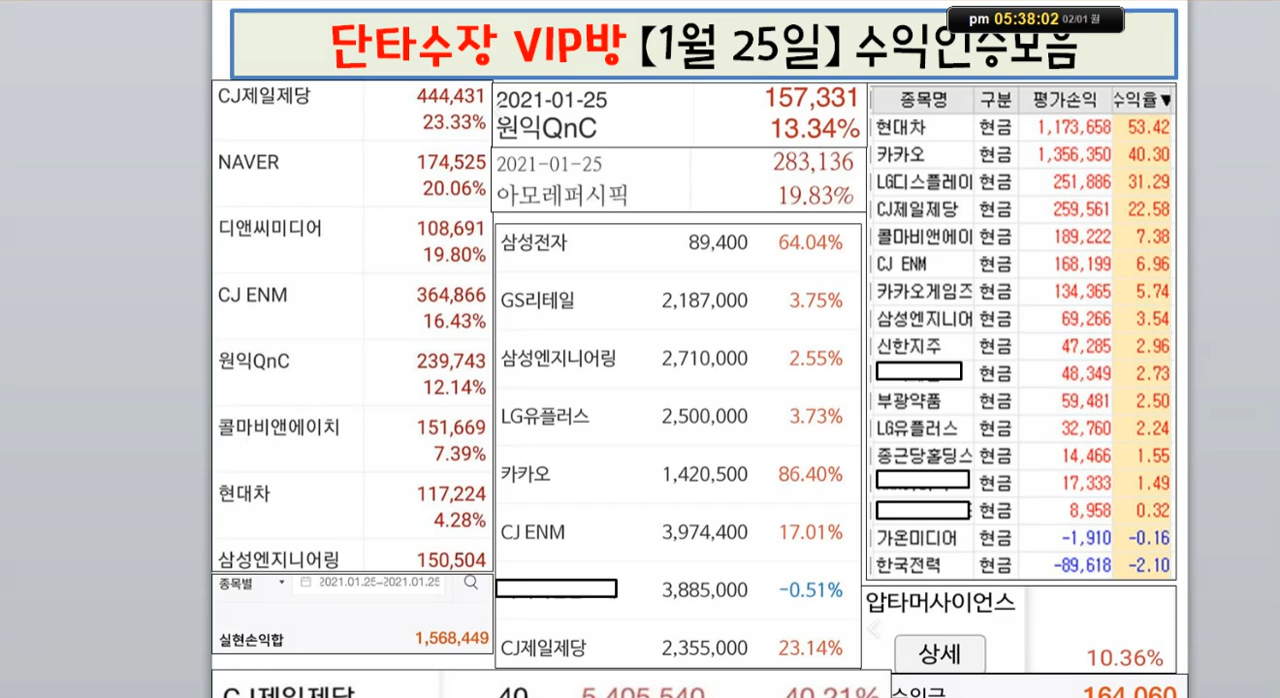 pm 05:38:02 02/01 월
단타수장 VIP방 【1월 25일】 수익인증모음
CJ제일제당 444,431
23.33%
NAVER 174,525
20.06%
디앤씨미디어 108,691
19.80%
CJ ENM 364,866
16.43%
원익QnC 239,743
12.14%
콜마비앤에이치 151,669
7.39%
현대차 117,224
4.28%
삼성엔지니어링 150,504
종목별 2021.01.25-2021.01.25
실현손익합 1,568,449
2021-01-25 157,331
원익QnC 13.34%
2021-01-25 283,136
아모레퍼시픽 19.83%
삼성전자 89,400 64.04%
GS리테일 2,187,000 3.75%
삼성엔지니어링 2,710,000 2.55%
LG유플러스 2,500,000 3.73%
카카오 1,420,500 86.40%
CJ ENM 3,974,400 17.01%
3,885,000 -0.51%
CJ제일제당 2,355,000 23.14%
종목명 구분 평가손익 수익율▼
현대차 현금 1,173,658 53.42
카카오 현금 1,356,350 40.30
LG디스플레이 현금 251,886 31.29
CJ제일제당 현금 259,561 22.58
콜마비앤에이 현금 189,222 7.38
CJ ENM 현금 168,199 6.96
카카오게임즈 현금 134,365 5.74
삼성엔지니어 현금 69,266 3.54
신한지주 현금 47,285 2.96
현금 48,349 2.73
부광약품 현금 59,481 2.50
LG유플러스 현금 32,760 2.24
종근당홀딩스 현금 14,466 1.55
현금 17,333 1.49
현금 8,958 0.32
가온미디어 현금 -1,910 -0.16
한국전력 현금 -89,618 -2.10
압타머사이언스
상세 10.36%
CJ제일제당 40 5,405,540 40.21%
수익금 164,060